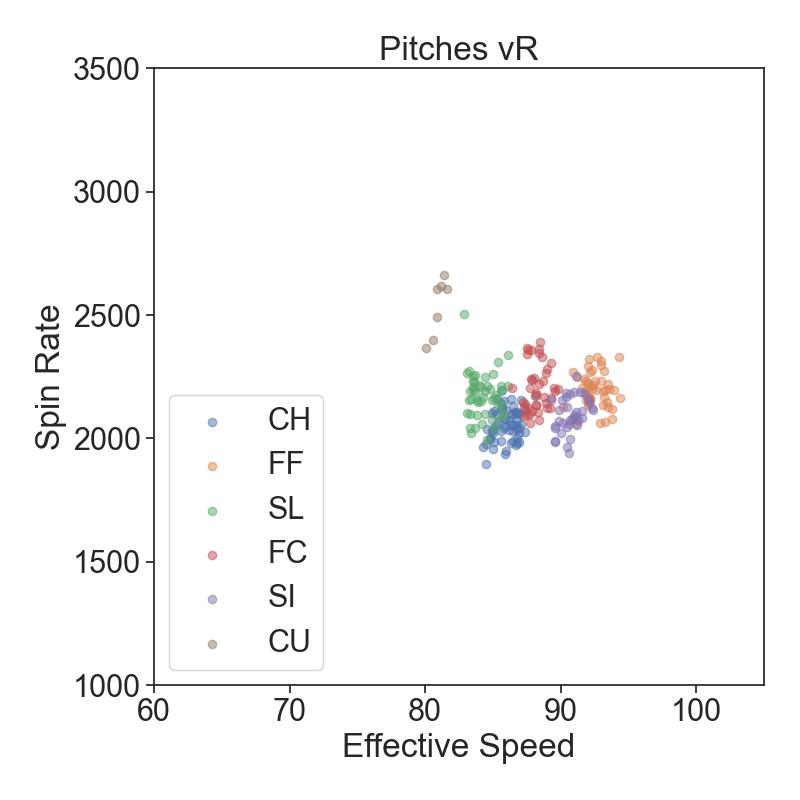 Pitches vR
Spin Rate
3500
3000
2500
2000
1500
1000
CH
FF
SL
FC
SI
CU
60 70 80 90 100
Effective Speed